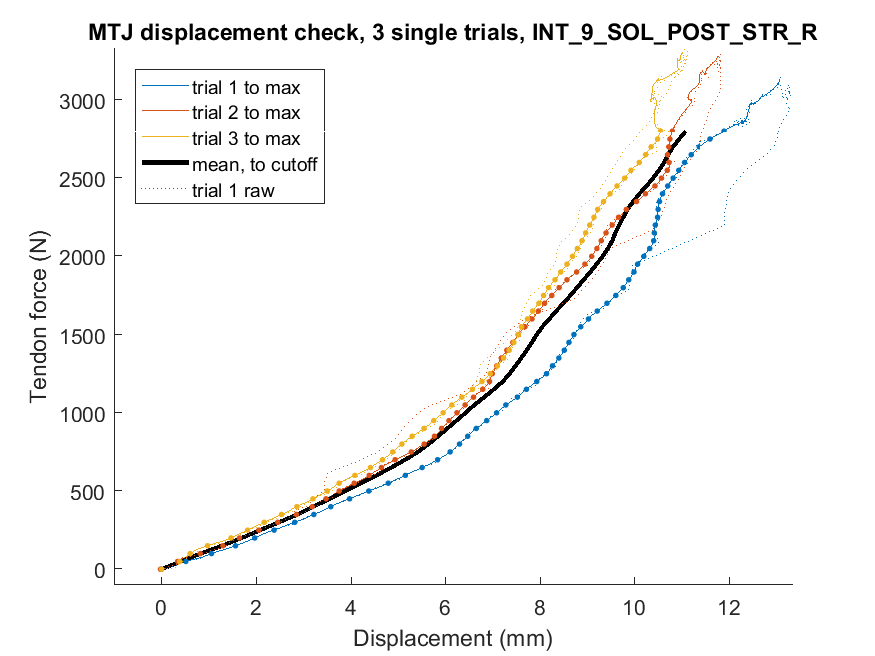 MTJ displacement check, 3 single trials, INT_9_SOL_POST_STR_R
trial 1 to max
trial 2 to max
trial 3 to max
mean, to cutoff
trial 1 raw
3000
2500
2000
1500
1000
500
0
Tendon force (N)
0 2 4 6 8 10 12
Displacement (mm)